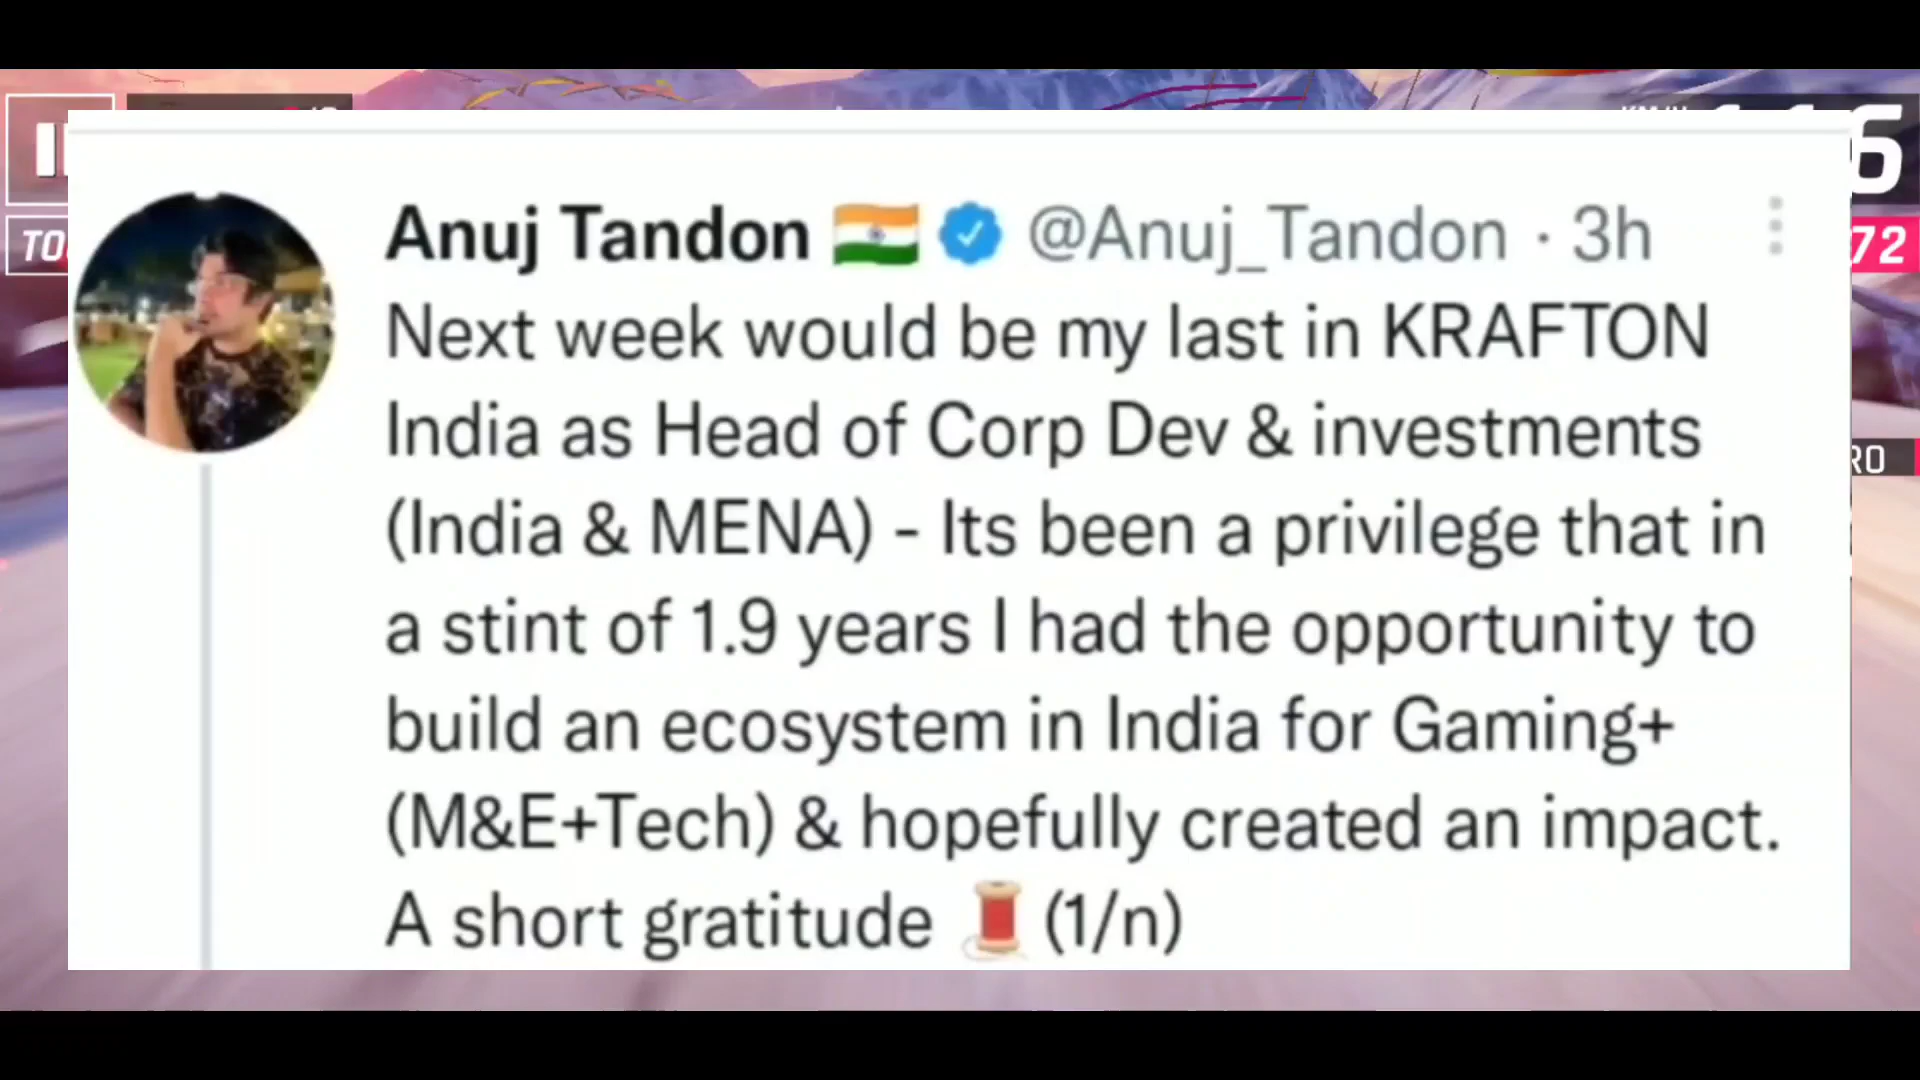 Anuj Tandon 🇮🇳 @Anuj_Tandon · 3h
Next week would be my last in KRAFTON
India as Head of Corp Dev & investments
(India & MENA) - Its been a privilege that in
a stint of 1.9 years I had the opportunity to
build an ecosystem in India for Gaming+
(M&E+Tech) & hopefully created an impact.
A short gratitude 🧵 (1/n)
6
TO
72
RO